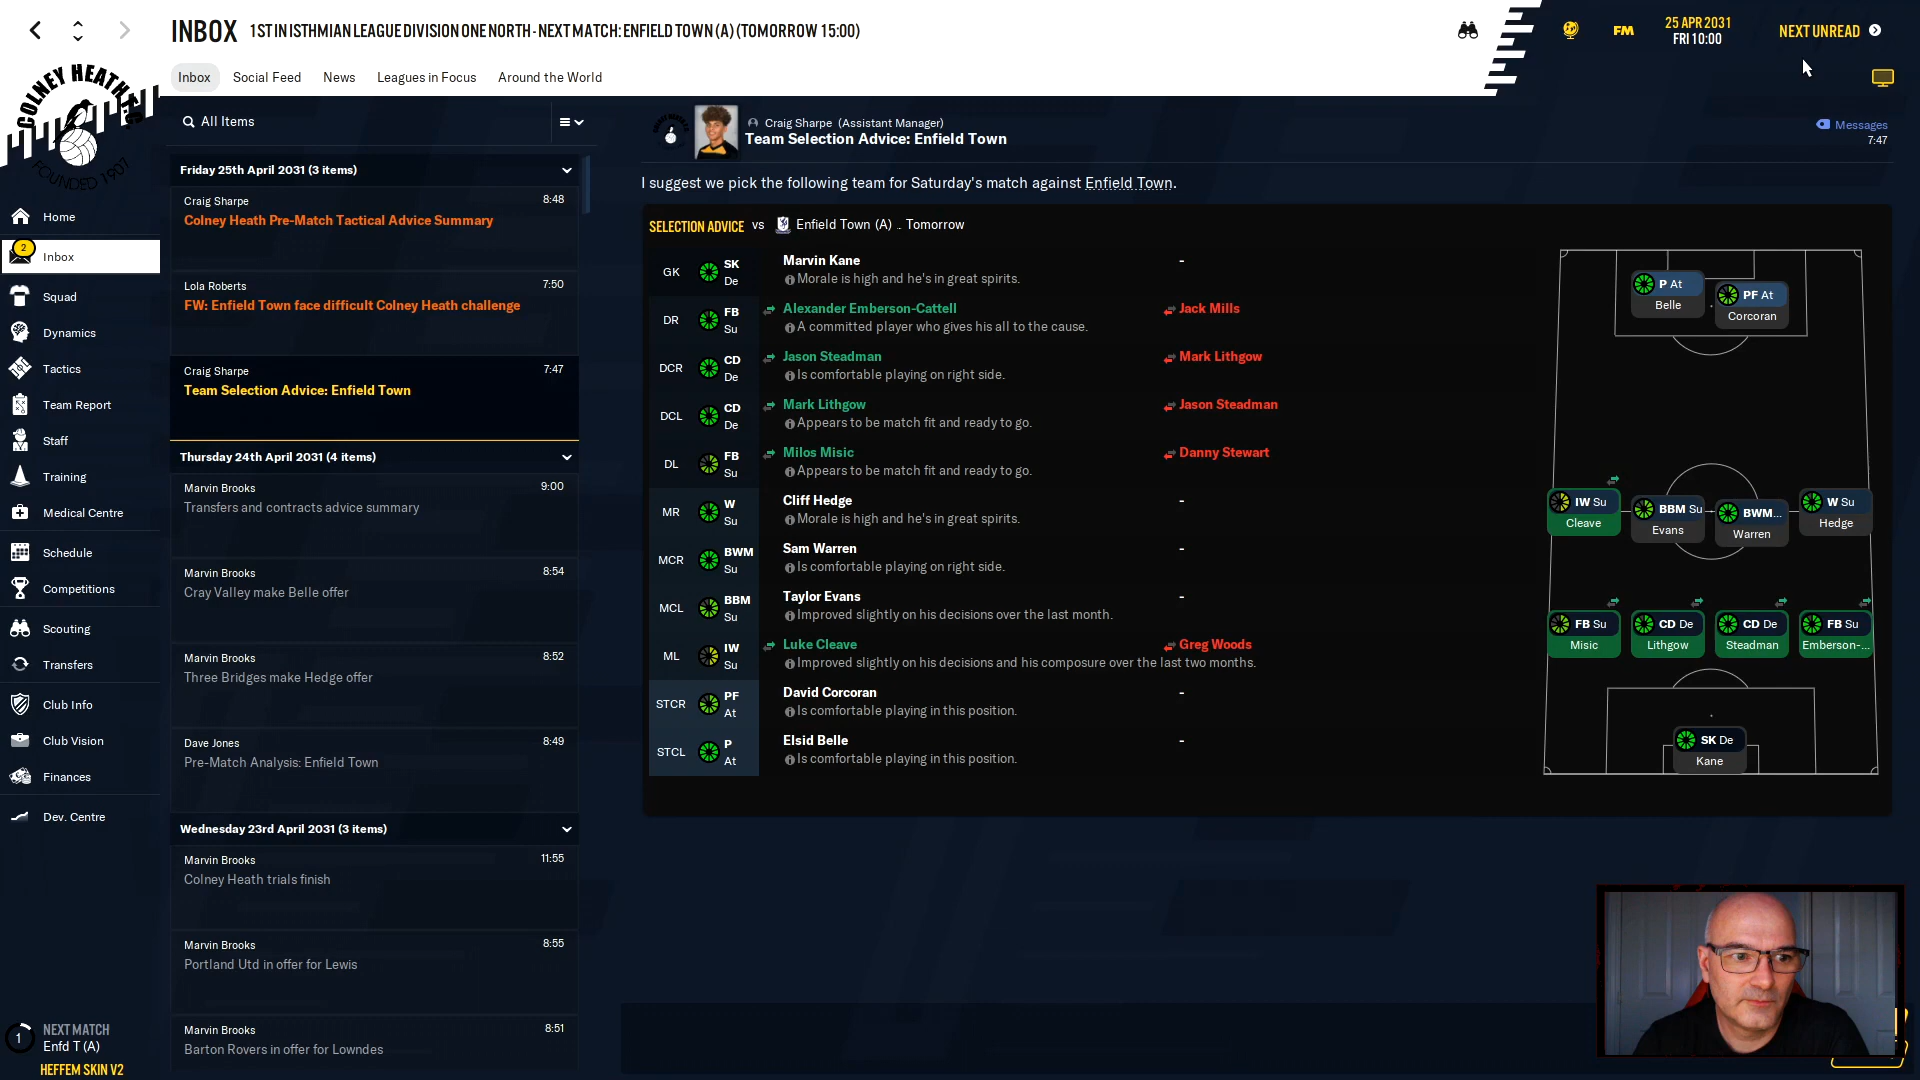 INBOX
1ST IN ISTHMIAN LEAGUE DIVISION ONE NORTH - NEXT MATCH: ENFIELD TOWN (A) (TOMORROW 15:00)
FM
25 APR 2031
FRI 10:00
NEXT UNREAD
Inbox
Social Feed
News
Leagues in Focus
Around the World
COLNEY HEATH
FOUNDED 1907
Home
2
Inbox
Squad
Dynamics
Tactics
Team Report
Staff
Training
Medical Centre
Schedule
Competitions
Scouting
Transfers
Club Info
Club Vision
Finances
Dev. Centre
1
NEXT MATCH
Enfd T (A)
HEFFEM SKIN V2
All Items
Friday 25th April 2031 (3 items)
Craig Sharpe 8:48
Colney Heath Pre-Match Tactical Advice Summary
Lola Roberts 7:50
FW: Enfield Town face difficult Colney Heath challenge
Craig Sharpe 7:47
Team Selection Advice: Enfield Town
Thursday 24th April 2031 (4 items)
Marvin Brooks 9:00
Transfers and contracts advice summary
Marvin Brooks 8:54
Cray Valley make Belle offer
Marvin Brooks 8:52
Three Bridges make Hedge offer
Dave Jones 8:49
Pre-Match Analysis: Enfield Town
Wednesday 23rd April 2031 (3 items)
Marvin Brooks 11:55
Colney Heath trials finish
Marvin Brooks 8:55
Portland Utd in offer for Lewis
Marvin Brooks 8:51
Barton Rovers in offer for Lowndes
Craig Sharpe (Assistant Manager)
Team Selection Advice: Enfield Town
Messages
7:47
I suggest we pick the following team for Saturday's match against Enfield Town.
SELECTION ADVICE vs Enfield Town (A) .. Tomorrow
GK SK De Marvin Kane -
Morale is high and he's in great spirits.
DR FB Su Alexander Emberson-Cattell Jack Mills
A committed player who gives his all to the cause.
DCR CD De Jason Steadman Mark Lithgow
Is comfortable playing on right side.
DCL CD De Mark Lithgow Jason Steadman
Appears to be match fit and ready to go.
DL FB Su Milos Misic Danny Stewart
Appears to be match fit and ready to go.
MR W Su Cliff Hedge -
Morale is high and he's in great spirits.
MCR BWM Su Sam Warren -
Is comfortable playing on right side.
MCL BBM Su Taylor Evans -
Improved slightly on his decisions over the last month.
ML IW Su Luke Cleave Greg Woods
Improved slightly on his decisions and his composure over the last two months.
STCR PF At David Corcoran -
Is comfortable playing in this position.
STCL P At Elsid Belle -
Is comfortable playing in this position.
P At
Belle
PF At
Corcoran
IW Su
Cleave
BBM Su
Evans
BWM...
Warren
W Su
Hedge
FB Su
Misic
CD De
Lithgow
CD De
Steadman
FB Su
Emberson-...
SK De
Kane